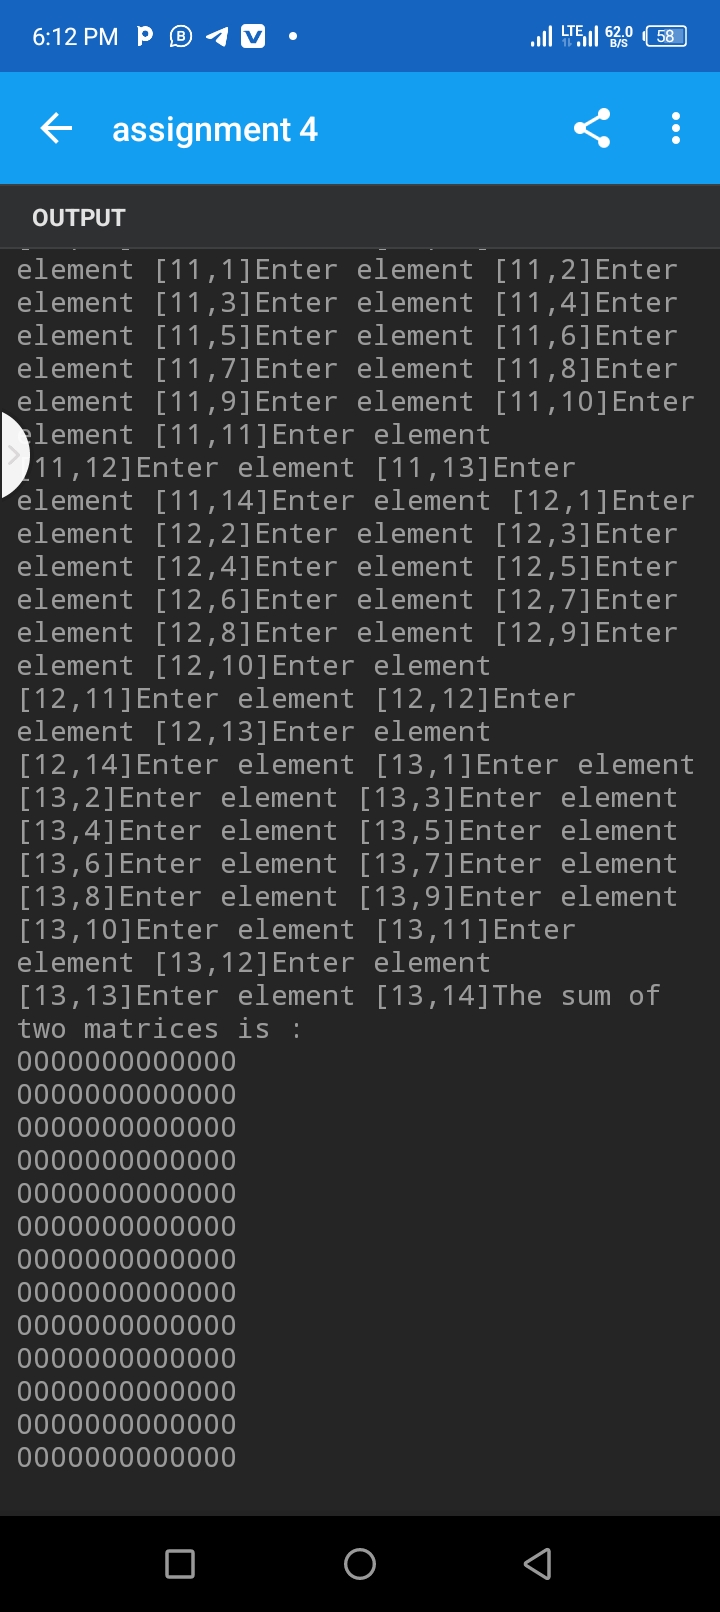 6:12 PM
LTE
62.0
B/S
58
assignment 4
OUTPUT
element [11,1]Enter element [11,2]Enter
element [11,3]Enter element [11,4]Enter
element [11,5]Enter element [11,6]Enter
element [11,7]Enter element [11,8]Enter
element [11,9]Enter element [11,10]Enter
element [11,11]Enter element
[11,12]Enter element [11,13]Enter
element [11,14]Enter element [12,1]Enter
element [12,2]Enter element [12,3]Enter
element [12,4]Enter element [12,5]Enter
element [12,6]Enter element [12,7]Enter
element [12,8]Enter element [12,9]Enter
element [12,10]Enter element
[12,11]Enter element [12,12]Enter
element [12,13]Enter element
[12,14]Enter element [13,1]Enter element
[13,2]Enter element [13,3]Enter element
[13,4]Enter element [13,5]Enter element
[13,6]Enter element [13,7]Enter element
[13,8]Enter element [13,9]Enter element
[13,10]Enter element [13,11]Enter
element [13,12]Enter element
[13,13]Enter element [13,14]The sum of
two matrices is :
0000000000000
0000000000000
0000000000000
0000000000000
0000000000000
0000000000000
0000000000000
0000000000000
0000000000000
0000000000000
0000000000000
0000000000000
0000000000000